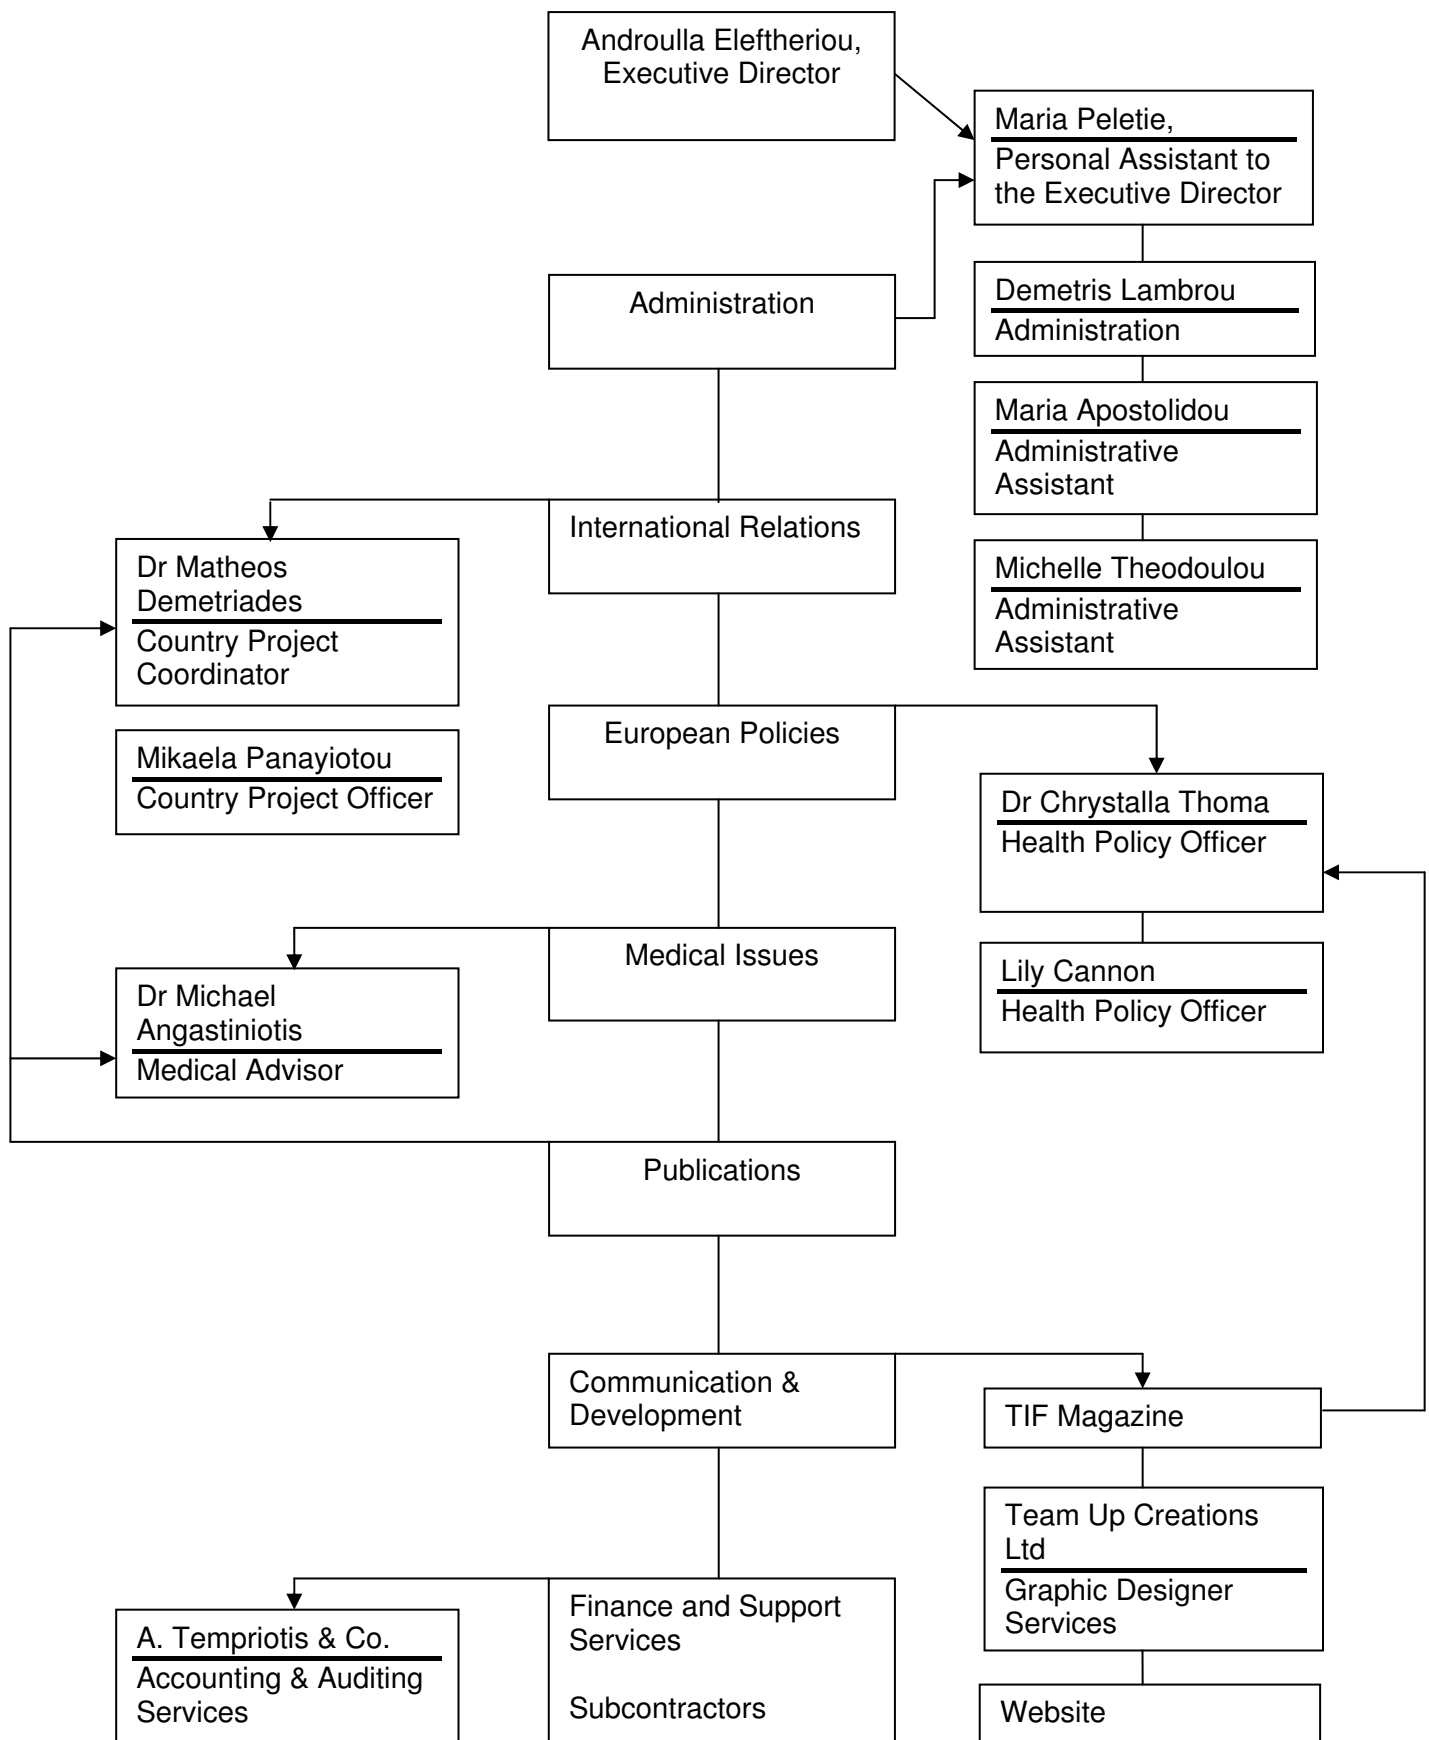 Androulla Eleftheriou,
Executive Director
Maria Peletie,
Personal Assistant to
the Executive Director
Administration
Demetris Lambrou
Administration
Maria Apostolidou
Administrative
Assistant
International Relations
Michelle Theodoulou
Administrative
Assistant
Dr Matheos
Demetriades
Country Project
Coordinator
Mikaela Panayiotou
Country Project Officer
European Policies
Dr Chrystalla Thoma
Health Policy Officer
Lily Cannon
Health Policy Officer
Medical Issues
Dr Michael
Angastiniotis
Medical Advisor
Publications
Communication &
Development
TIF Magazine
Team Up Creations
Ltd
Graphic Designer
Services
Finance and Support
Services
Subcontractors
A. Tempriotis & Co.
Accounting & Auditing
Services
Website